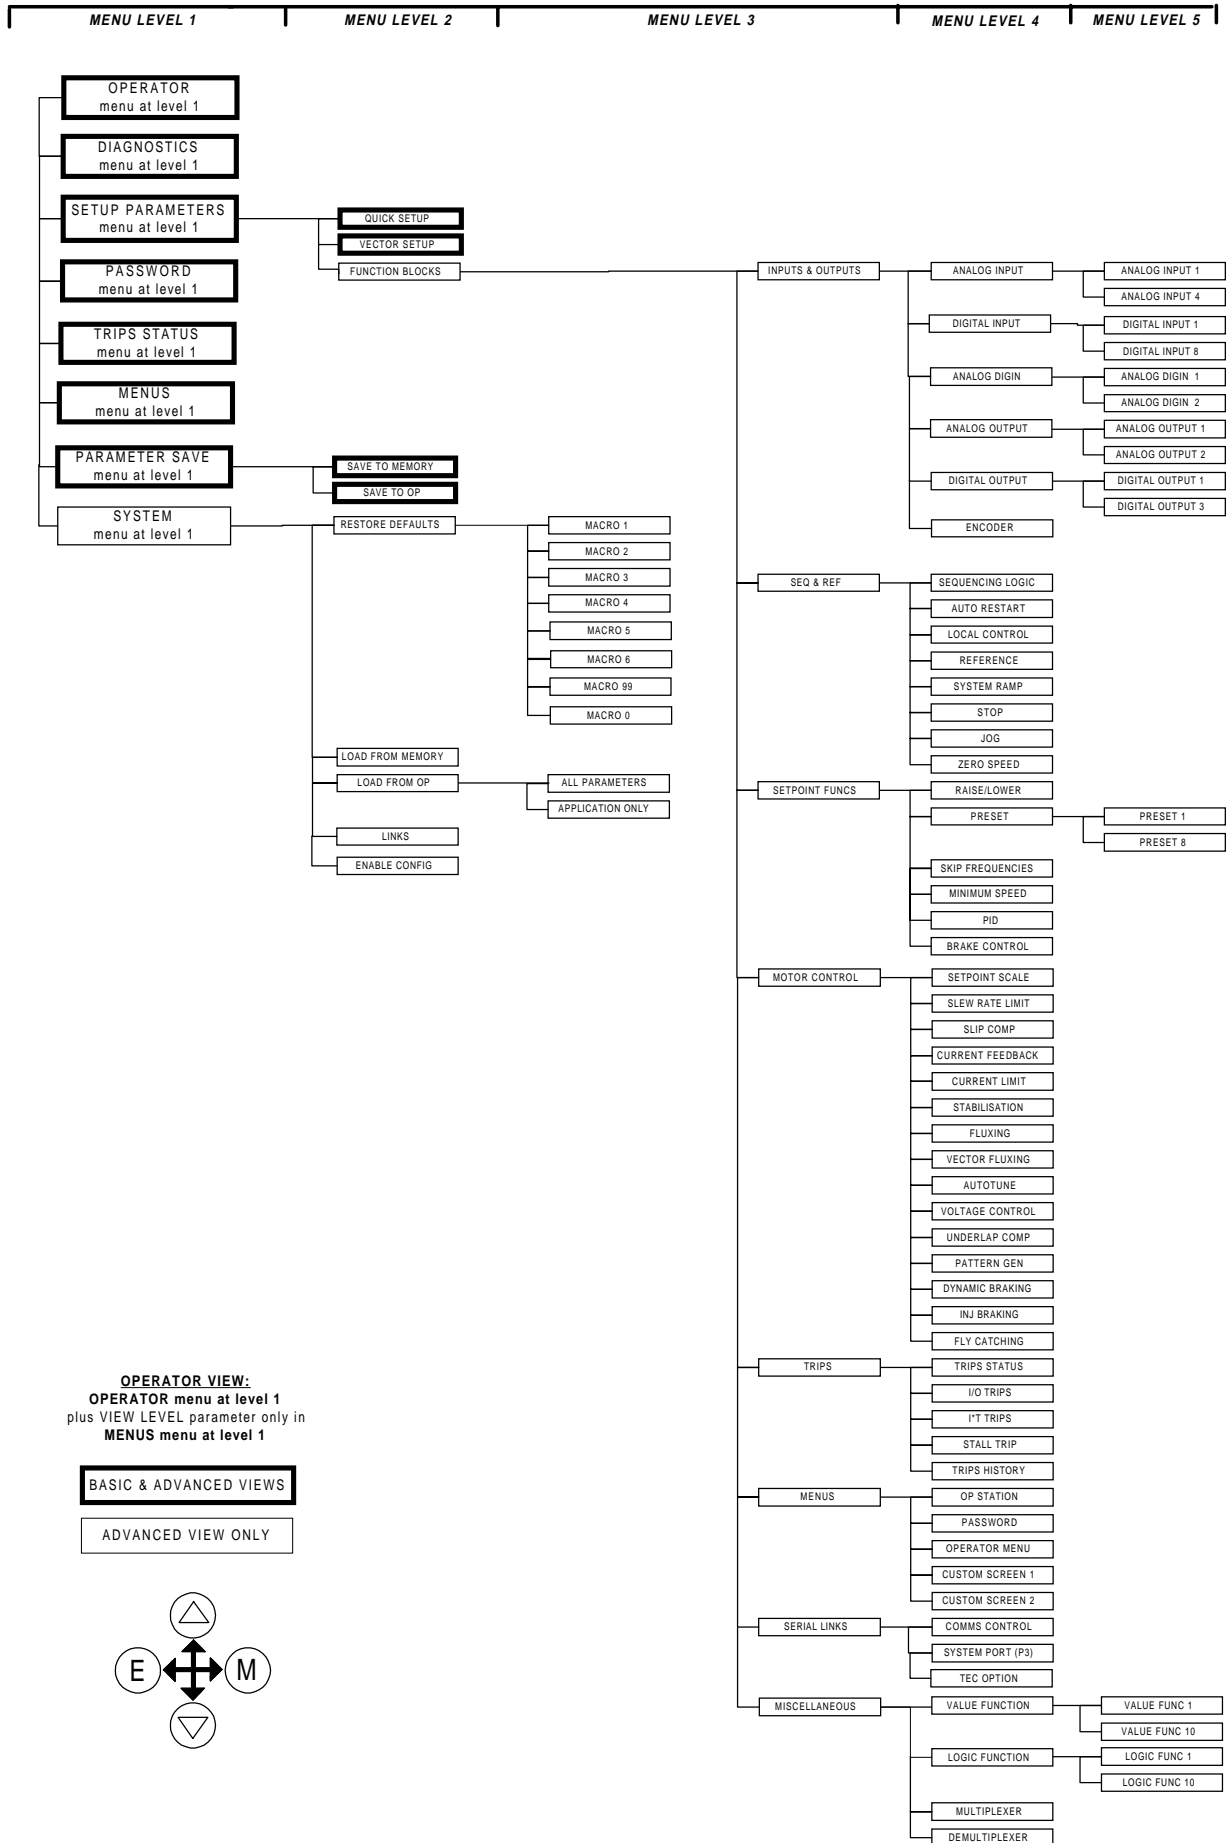 MENU LEVEL 1 MENU LEVEL 2 MENU LEVEL 3 MENU LEVEL 4 MENU LEVEL 5
OPERATOR
menu at level 1
DIAGNOSTICS
menu at level 1
SETUP PARAMETERS
menu at level 1
PASSWORD
menu at level 1
TRIPS STATUS
menu at level 1
MENUS
menu at level 1
PARAMETER SAVE
menu at level 1
SYSTEM
menu at level 1
QUICK SETUP
VECTOR SETUP
FUNCTION BLOCKS
SAVE TO MEMORY
SAVE TO OP
RESTORE DEFAULTS
LOAD FROM MEMORY
LOAD FROM OP
LINKS
ENABLE CONFIG
MACRO 1
MACRO 2
MACRO 3
MACRO 4
MACRO 5
MACRO 6
MACRO 99
MACRO 0
ALL PARAMETERS
APPLICATION ONLY
INPUTS & OUTPUTS
ANALOG INPUT
ANALOG INPUT 1
ANALOG INPUT 4
DIGITAL INPUT
DIGITAL INPUT 1
DIGITAL INPUT 8
ANALOG DIGIN
ANALOG DIGIN 1
ANALOG DIGIN 2
ANALOG OUTPUT
ANALOG OUTPUT 1
ANALOG OUTPUT 2
DIGITAL OUTPUT
DIGITAL OUTPUT 1
DIGITAL OUTPUT 3
ENCODER
SEQ & REF
SEQUENCING LOGIC
AUTO RESTART
LOCAL CONTROL
REFERENCE
SYSTEM RAMP
STOP
JOG
ZERO SPEED
SETPOINT FUNCS
RAISE/LOWER
PRESET
PRESET 1
PRESET 8
SKIP FREQUENCIES
MINIMUM SPEED
PID
BRAKE CONTROL
MOTOR CONTROL
SETPOINT SCALE
SLEW RATE LIMIT
SLIP COMP
CURRENT FEEDBACK
CURRENT LIMIT
STABILISATION
FLUXING
VECTOR FLUXING
AUTOTUNE
VOLTAGE CONTROL
UNDERLAP COMP
PATTERN GEN
DYNAMIC BRAKING
INJ BRAKING
FLY CATCHING
TRIPS
TRIPS STATUS
I/O TRIPS
I*T TRIPS
STALL TRIP
TRIPS HISTORY
MENUS
OP STATION
PASSWORD
OPERATOR MENU
CUSTOM SCREEN 1
CUSTOM SCREEN 2
SERIAL LINKS
COMMS CONTROL
SYSTEM PORT (P3)
TEC OPTION
MISCELLANEOUS
VALUE FUNCTION
VALUE FUNC 1
VALUE FUNC 10
LOGIC FUNCTION
LOGIC FUNC 1
LOGIC FUNC 10
MULTIPLEXER
DEMULTIPLEXER
OPERATOR VIEW:
OPERATOR menu at level 1
plus VIEW LEVEL parameter only in
MENUS menu at level 1
BASIC & ADVANCED VIEWS
ADVANCED VIEW ONLY
E M